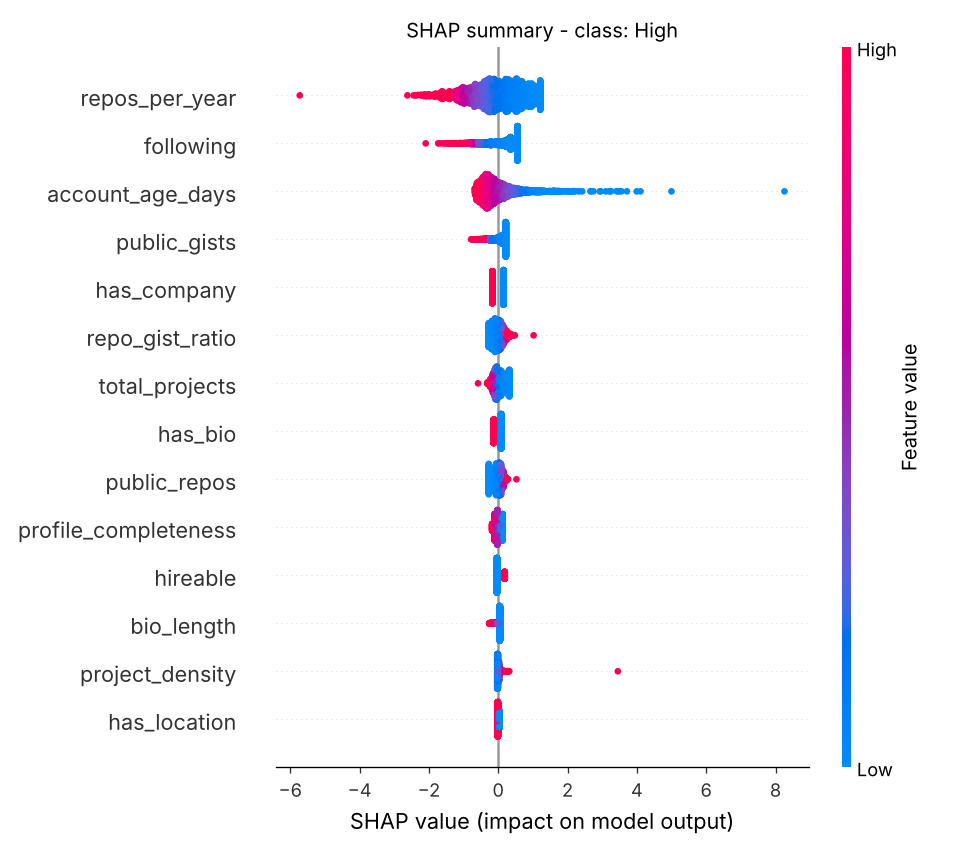 SHAP summary - class: High
High
repos_per_year
following
account_age_days
public_gists
has_company
repo_gist_ratio
total_projects
has_bio
public_repos
profile_completeness
hireable
bio_length
project_density
has_location
Feature value
Low
−6 −4 −2 0 2 4 6 8
SHAP value (impact on model output)